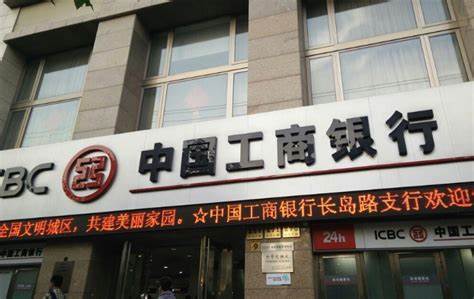 CBC 中国工商银行
全国文明城区，共建美丽家园。☆中国工商银行长岛路支行欢迎
24h
ICBC 中国工